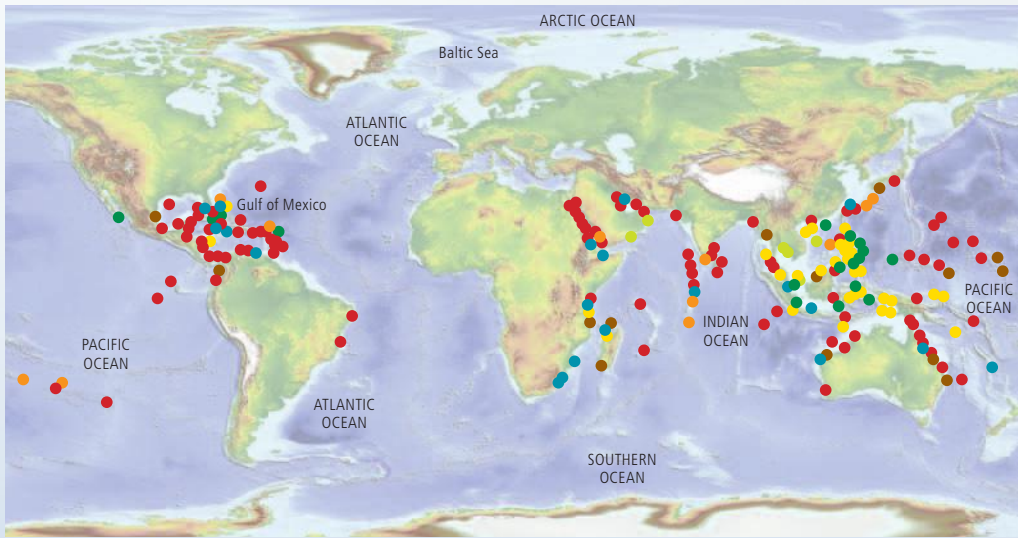 ARCTIC OCEAN
Baltic Sea
ATLANTIC
OCEAN
Gulf of Mexico
PACIFIC
OCEAN
INDIAN
OCEAN
PACIFIC
OCEAN
ATLANTIC
OCEAN
SOUTHERN
OCEAN